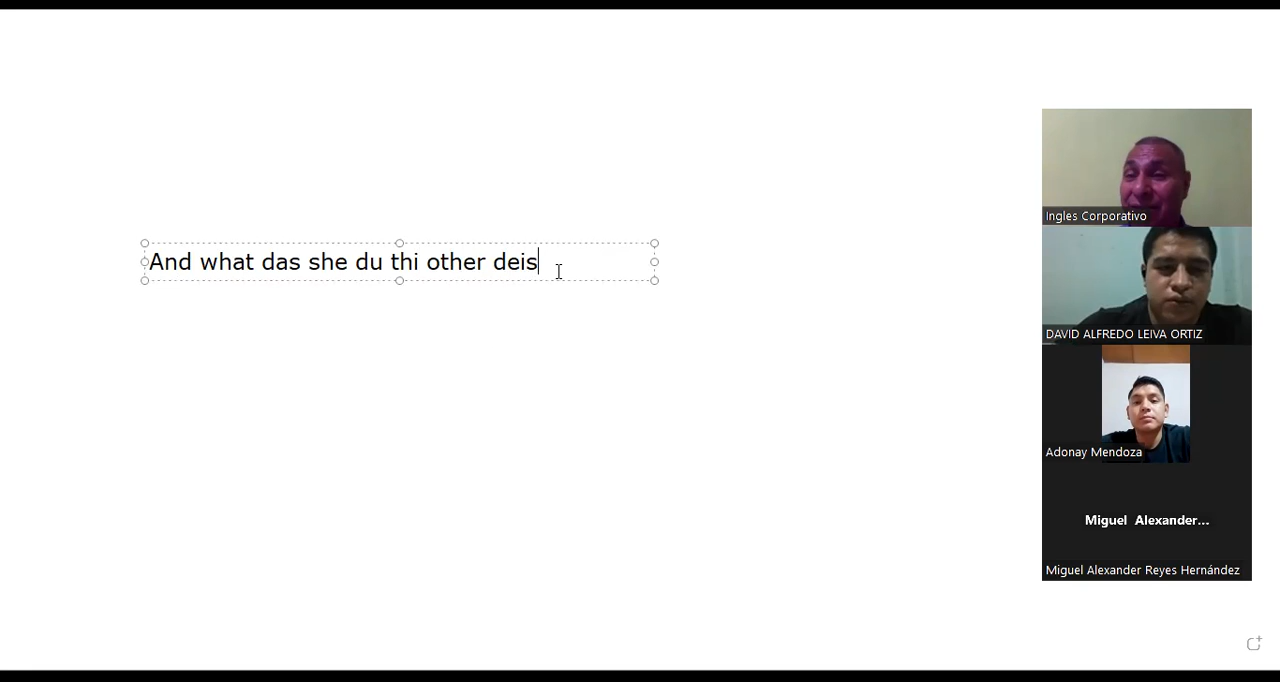 And what das she du thi other deis
Ingles Corporativo
DAVID ALFREDO LEIVA ORTIZ
Adonay Mendoza
Miguel Alexander...
Miguel Alexander Reyes Hernández